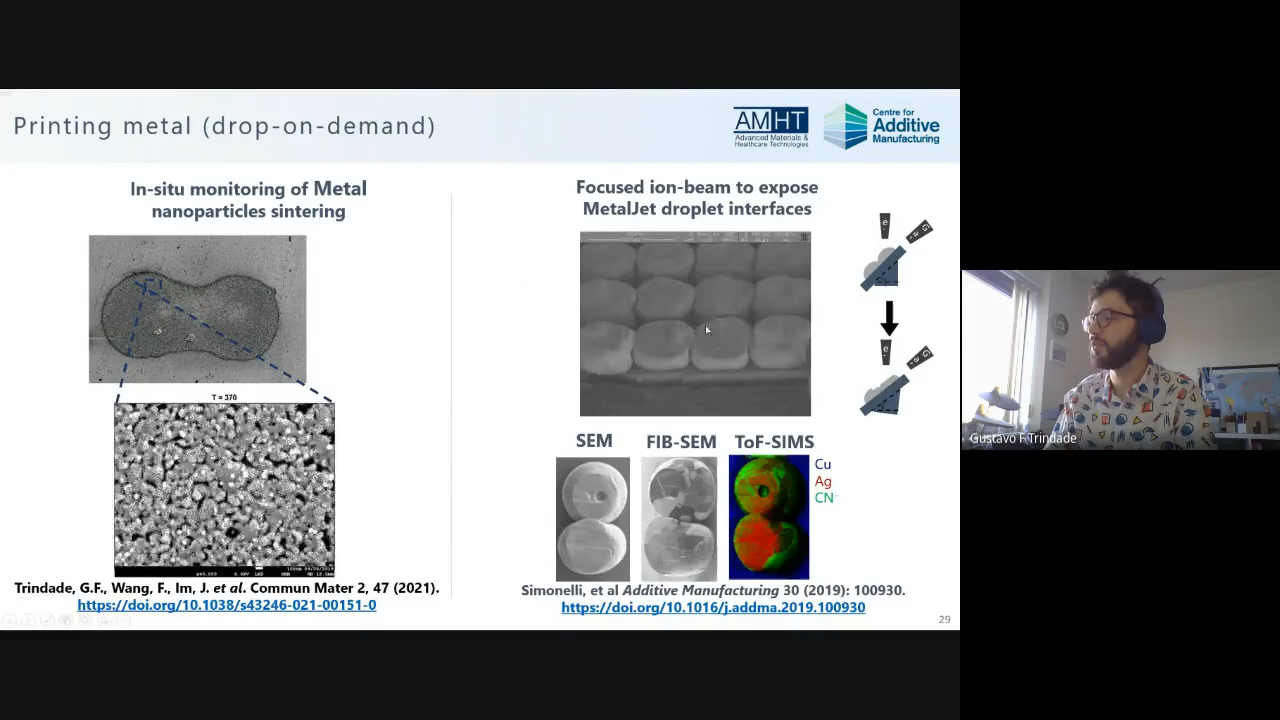 Printing metal (drop-on-demand)
AMHT
Advanced Materials &
Healthcare Technologies
Centre for
Additive
Manufacturing
In-situ monitoring of Metal
nanoparticles sintering
T = 370
Trindade, G.F., Wang, F., Im, J. et al. Commun Mater 2, 47 (2021).
https://doi.org/10.1038/s43246-021-00151-0
Focused ion-beam to expose
MetalJet droplet interfaces
SEM
FIB-SEM
ToF-SIMS
Cu
Ag
CN-
Simonelli, et al Additive Manufacturing 30 (2019): 100930.
https://doi.org/10.1016/j.addma.2019.100930
29
Gustavo F Trindade